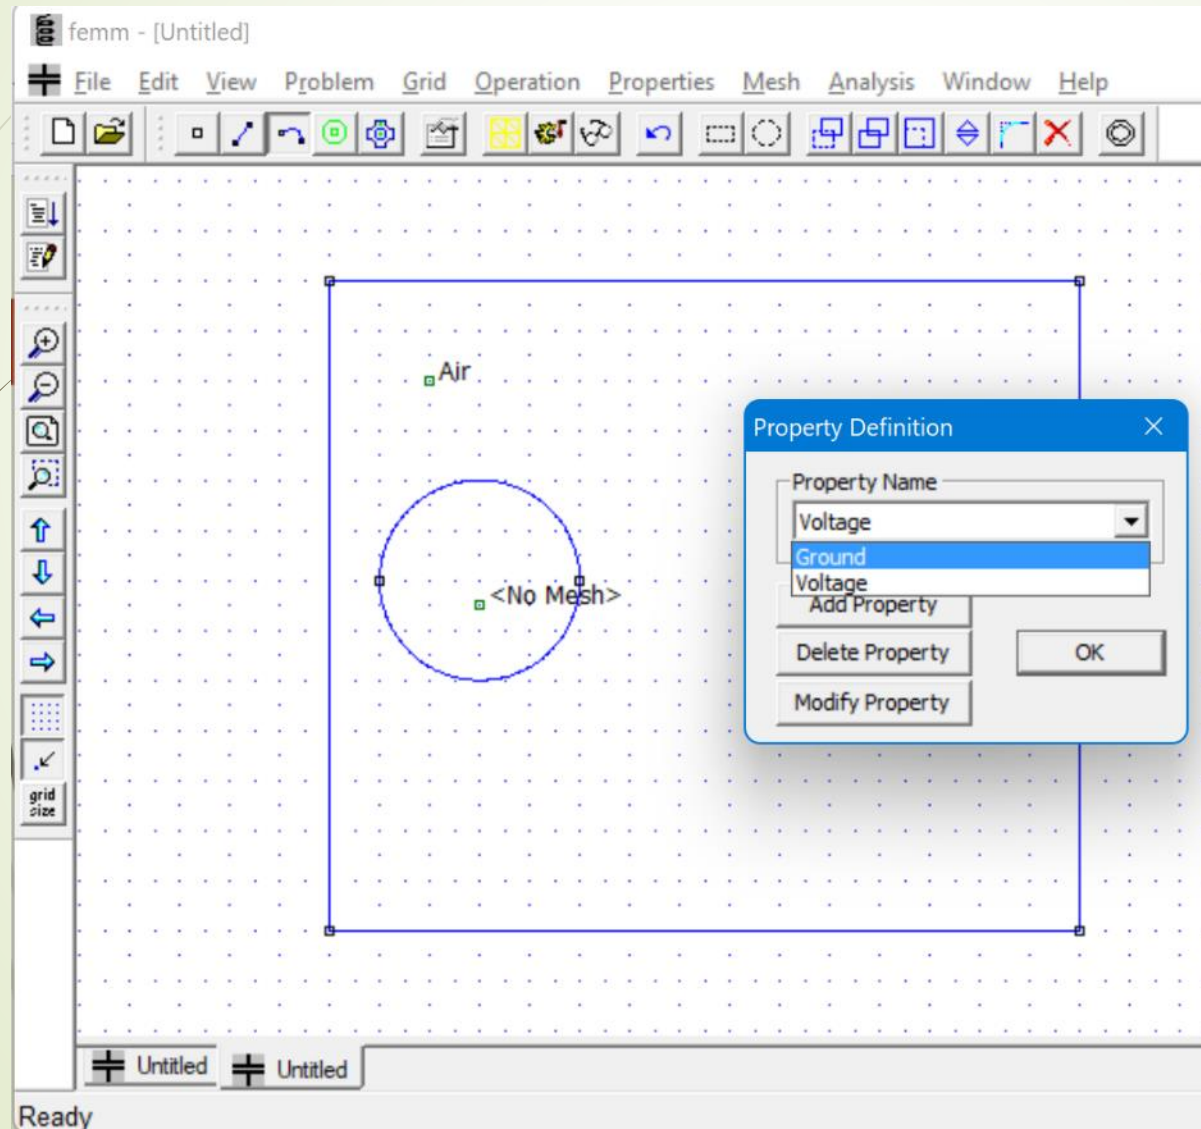 femm - [Untitled]
File Edit View Problem Grid Operation Properties Mesh Analysis Window Help
Air
Property Definition
Property Name
Voltage
Ground
Voltage
<No Mesh>
Add Property
Delete Property
OK
Modify Property
grid
size
Untitled
Untitled
Ready